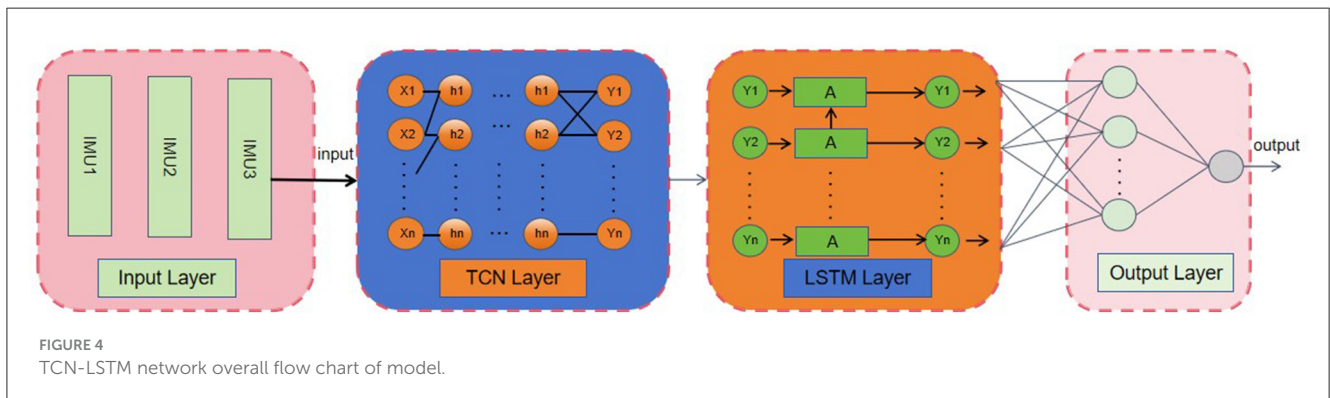 IMU1
IMU2
IMU3
Input Layer
input
X1 h1 ... h1 Y1
X2 h2 ... h2 Y2
Xn hn ... hn Yn
TCN Layer
Y1 A Y1
Y2 A Y2
Yn A Yn
LSTM Layer
Output Layer
output
FIGURE 4
TCN-LSTM network overall flow chart of model.